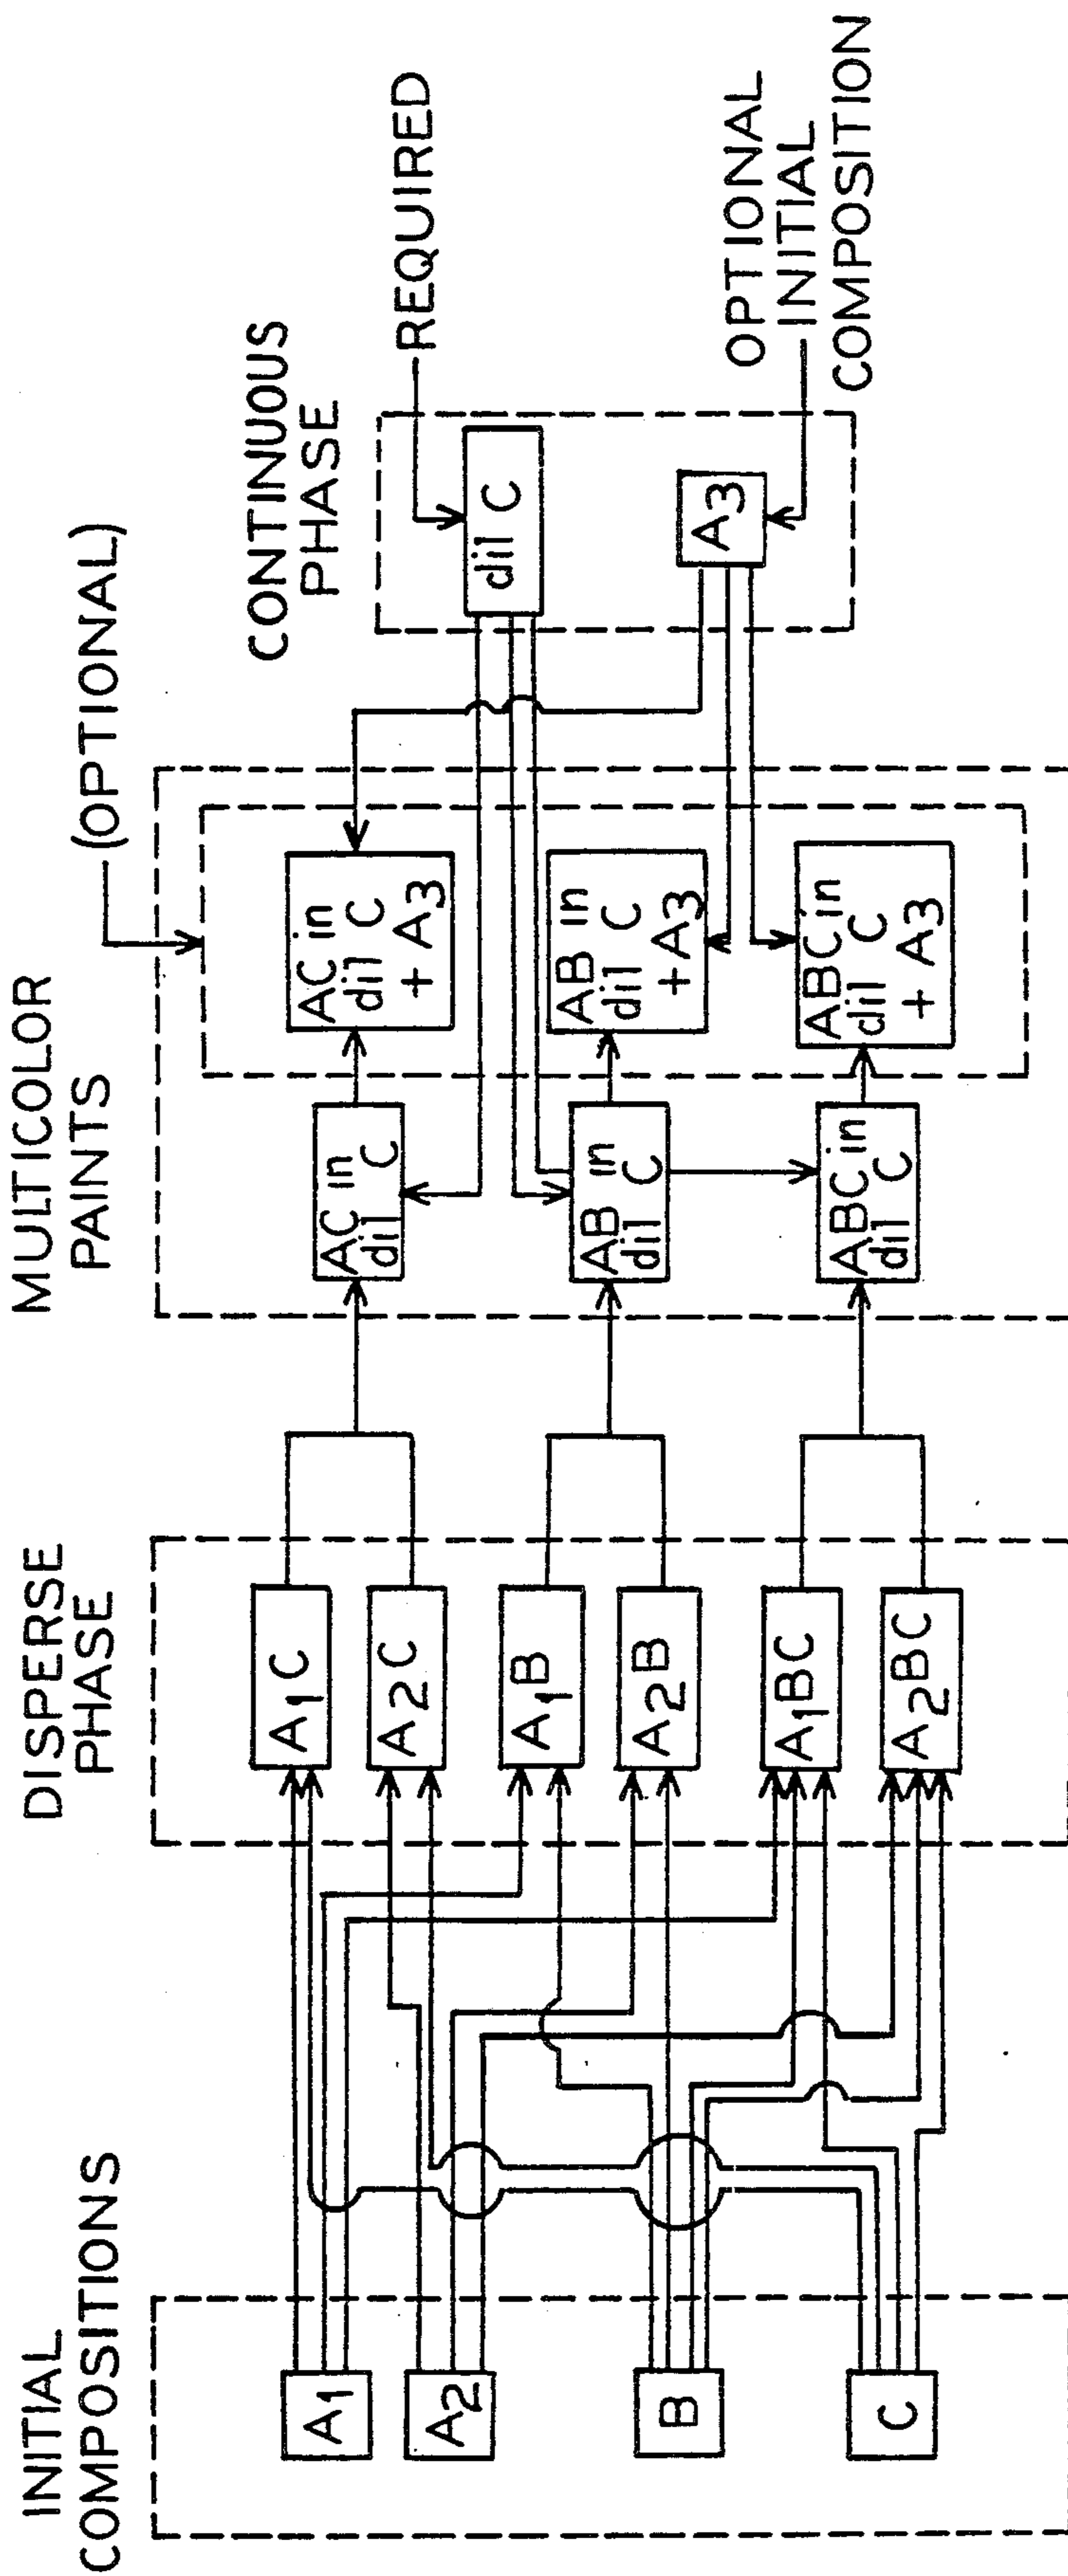 INITIAL
COMPOSITIONS
A1
A2
B
C
DISPERSE
PHASE
A1C
A2C
A1B
A2B
A1BC
A2BC
MULTICOLOR
PAINTS
AC in
dil C
AB in
dil C
ABC in
dil C
(OPTIONAL)
AC in
dil C
+ A3
AB in
dil C
+ A3
ABC in
dil C
+ A3
CONTINUOUS
PHASE
dil C
A3
REQUIRED
OPTIONAL
INITIAL
COMPOSITION